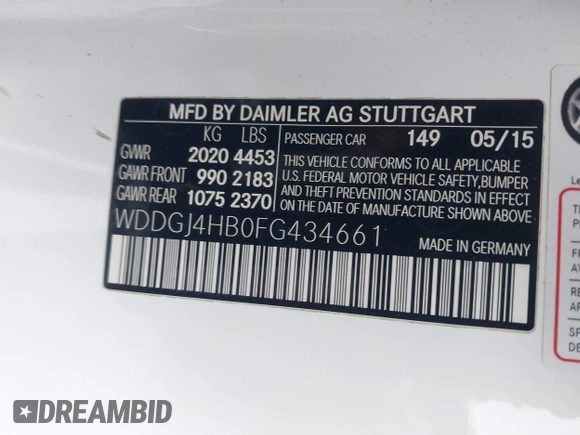 MFD BY DAIMLER AG STUTTGART
KG LBS
GVWR 2020 4453
GAWR FRONT 990 2183
GAWR REAR 1075 2370
PASSENGER CAR 149 05/15
THIS VEHICLE CONFORMS TO ALL APPLICABLE
U.S. FEDERAL MOTOR VEHICLE SAFETY, BUMPER
AND THEFT PREVENTION STANDARDS IN
EFFECT ON THE DATE OF MANUFACTURE
SHOWN ABOVE.
WDDGJ4HB0FG434661
MADE IN GERMANY
DREAMBID